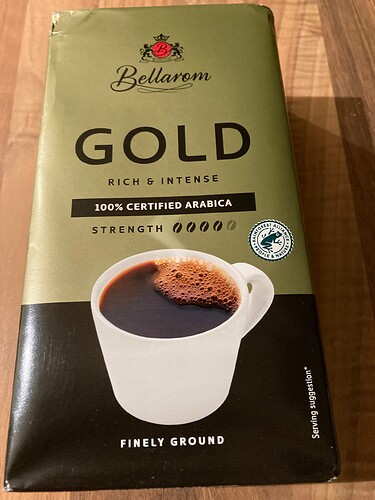 B
Bellarom
GOLD
RICH & INTENSE
100% CERTIFIED ARABICA
STRENGTH
FINELY GROUND
Serving suggestion*